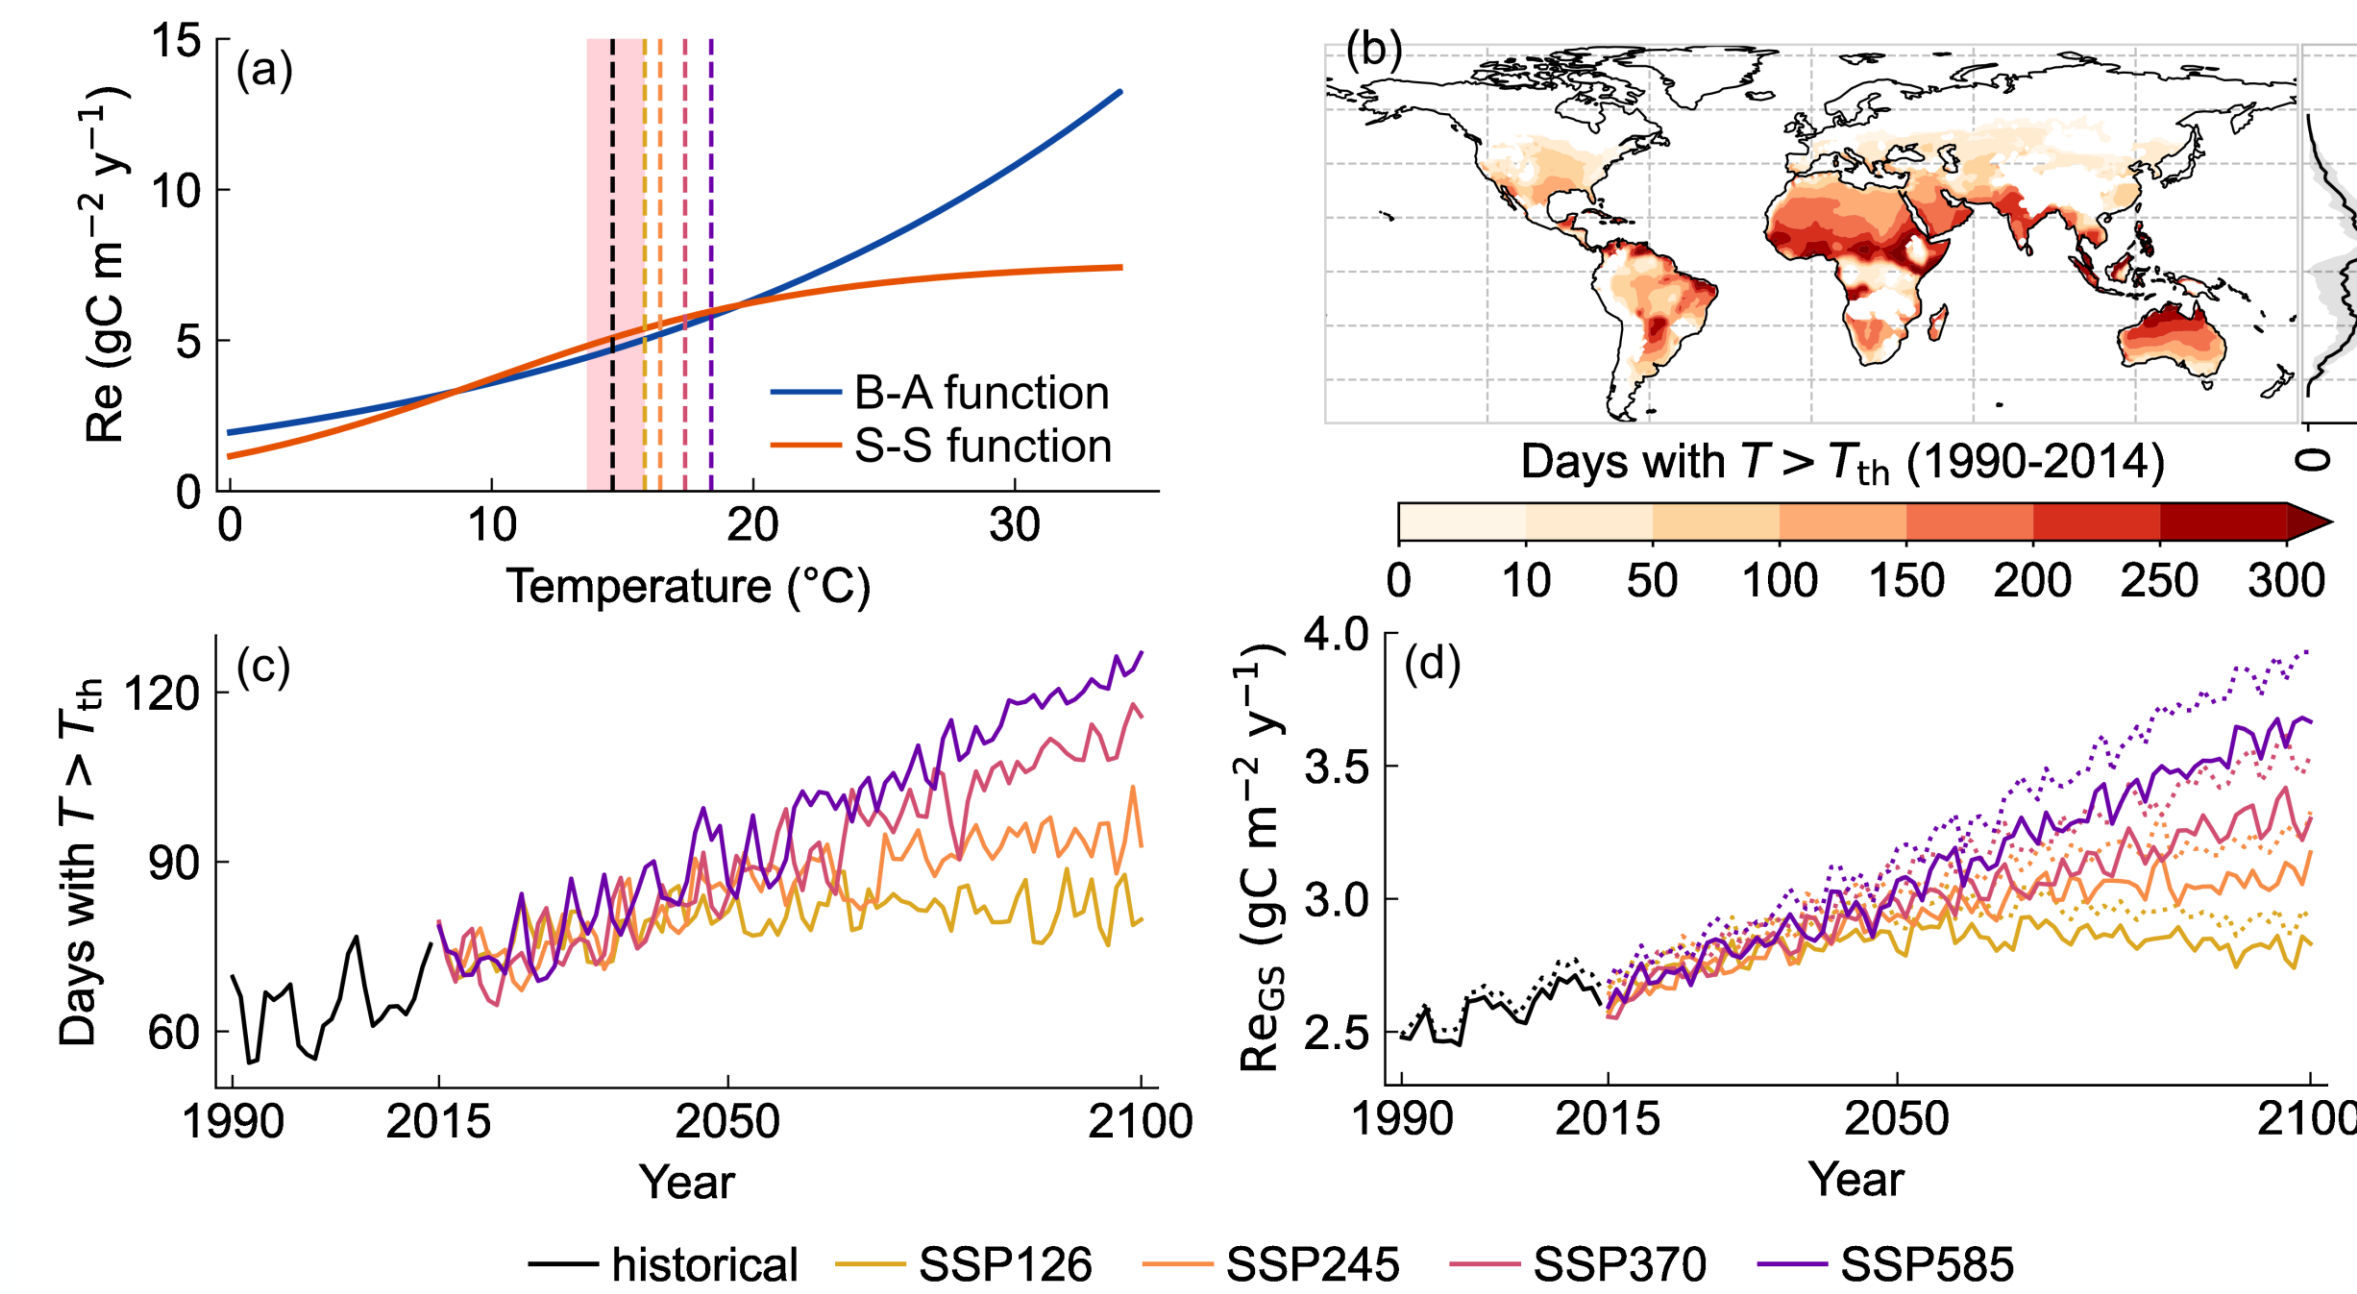 (a)
15
10
5
0
Re (gC m⁻² y⁻¹)
B-A function
S-S function
0 10 20 30
Temperature (°C)
(b)
0
Days with T > Tth (1990-2014)
0 10 50 100 150 200 250 300
(c)
120
90
60
Days with T > Tth
1990 2015 2050 2100
Year
(d)
4.0
3.5
3.0
2.5
ReGS (gC m⁻² y⁻¹)
1990 2015 2050 2100
Year
historical SSP126 SSP245 SSP370 SSP585